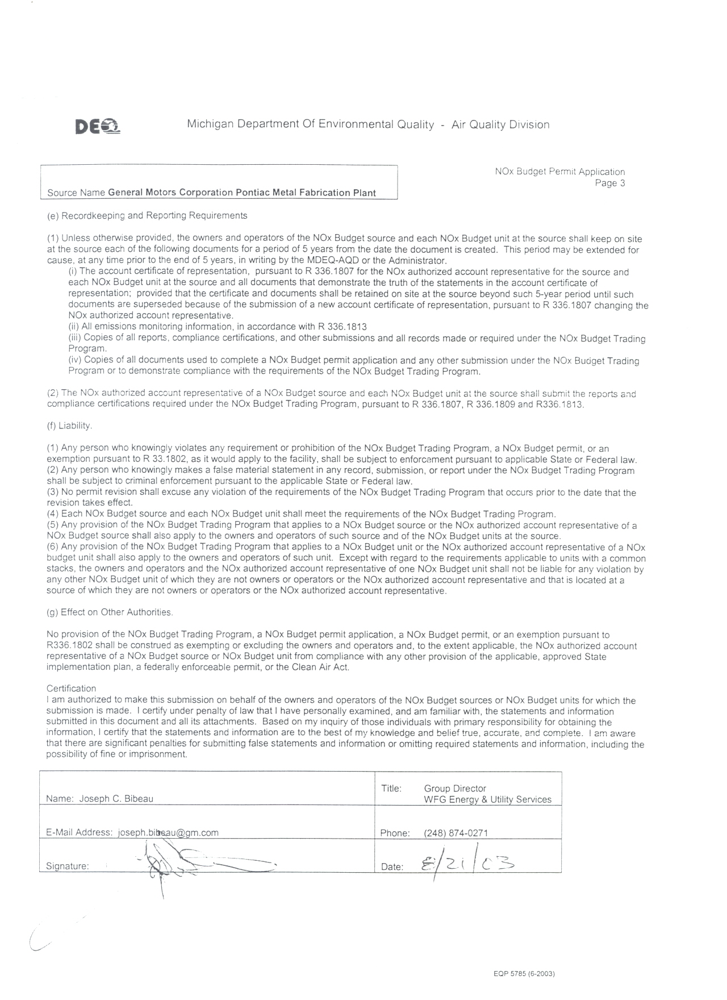 DEQ
Michigan Department Of Environmental Quality - Air Quality Division
NOx Budget Permit Application
Page 3
Source Name General Motors Corporation Pontiac Metal Fabrication Plant
(e) Recordkeeping and Reporting Requirements
(1) Unless otherwise provided, the owners and operators of the NOx Budget source and each NOx Budget unit at the source shall keep on site
at the source each of the following documents for a period of 5 years from the date the document is created. This period may be extended for
cause, at any time prior to the end of 5 years, in writing by the MDEQ-AQD or the Administrator.
(i) The account certificate of representation, pursuant to R 336.1807 for the NOx authorized account representative for the source and
each NOx Budget unit at the source and all documents that demonstrate the truth of the statements in the account certificate of
representation; provided that the certificate and documents shall be retained on site at the source beyond such 5-year period until such
documents are superseded because of the submission of a new account certificate of representation, pursuant to R 336.1807 changing the
NOx authorized account representative.
(ii) All emissions monitoring information, in accordance with R 336.1813
(iii) Copies of all reports, compliance certifications, and other submissions and all records made or required under the NOx Budget Trading
Program.
(iv) Copies of all documents used to complete a NOx Budget permit application and any other submission under the NOx Budget Trading
Program or to demonstrate compliance with the requirements of the NOx Budget Trading Program.
(2) The NOx authorized account representative of a NOx Budget source and each NOx Budget unit at the source shall submit the reports and
compliance certifications required under the NOx Budget Trading Program, pursuant to R 336.1807, R 336.1809 and R336.1813.
(f) Liability.
(1) Any person who knowingly violates any requirement or prohibition of the NOx Budget Trading Program, a NOx Budget permit, or an
exemption pursuant to R 33.1802, as it would apply to the facility, shall be subject to enforcement pursuant to applicable State or Federal law.
(2) Any person who knowingly makes a false material statement in any record, submission, or report under the NOx Budget Trading Program
shall be subject to criminal enforcement pursuant to the applicable State or Federal law.
(3) No permit revision shall excuse any violation of the requirements of the NOx Budget Trading Program that occurs prior to the date that the
revision takes effect.
(4) Each NOx Budget source and each NOx Budget unit shall meet the requirements of the NOx Budget Trading Program.
(5) Any provision of the NOx Budget Trading Program that applies to a NOx Budget source or the NOx authorized account representative of a
NOx Budget source shall also apply to the owners and operators of such source and of the NOx Budget units at the source.
(6) Any provision of the NOx Budget Trading Program that applies to a NOx Budget unit or the NOx authorized account representative of a NOx
budget unit shall also apply to the owners and operators of such unit. Except with regard to the requirements applicable to units with a common
stacks, the owners and operators and the NOx authorized account representative of one NOx Budget unit shall not be liable for any violation by
any other NOx Budget unit of which they are not owners or operators or the NOx authorized account representative and that is located at a
source of which they are not owners or operators or the NOx authorized account representative.
(g) Effect on Other Authorities.
No provision of the NOx Budget Trading Program, a NOx Budget permit application, a NOx Budget permit, or an exemption pursuant to
R336.1802 shall be construed as exempting or excluding the owners and operators and, to the extent applicable, the NOx authorized account
representative of a NOx Budget source or NOx Budget unit from compliance with any other provision of the applicable, approved State
implementation plan, a federally enforceable permit, or the Clean Air Act.
Certification
I am authorized to make this submission on behalf of the owners and operators of the NOx Budget sources or NOx Budget units for which the
submission is made. I certify under penalty of law that I have personally examined, and am familiar with, the statements and information
submitted in this document and all its attachments. Based on my inquiry of those individuals with primary responsibility for obtaining the
information, I certify that the statements and information are to the best of my knowledge and belief true, accurate, and complete. I am aware
that there are significant penalties for submitting false statements and information or omitting required statements and information, including the
possibility of fine or imprisonment.
Name: Joseph C. Bibeau
Title: Group Director
WFG Energy & Utility Services
E-Mail Address: joseph.bibeau@gm.com
Phone: (248) 874-0271
Signature:
Date: 8/21/03
EQP 5785 (6-2003)